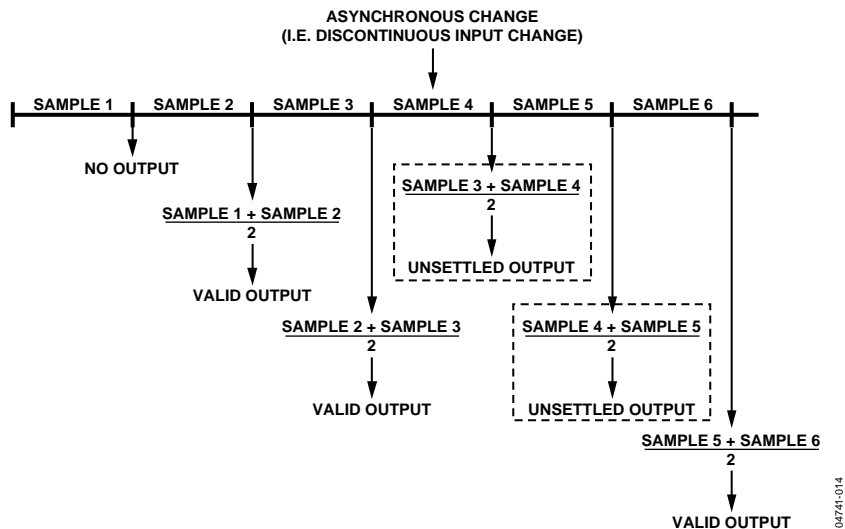 ASYNCHRONOUS CHANGE
(I.E. DISCONTINUOUS INPUT CHANGE)
SAMPLE 1
SAMPLE 2
SAMPLE 3
SAMPLE 4
SAMPLE 5
SAMPLE 6
NO OUTPUT
SAMPLE 1 + SAMPLE 2
2
VALID OUTPUT
SAMPLE 3 + SAMPLE 4
2
UNSETTLED OUTPUT
SAMPLE 2 + SAMPLE 3
2
VALID OUTPUT
SAMPLE 4 + SAMPLE 5
2
UNSETTLED OUTPUT
SAMPLE 5 + SAMPLE 6
2
VALID OUTPUT
04741-014